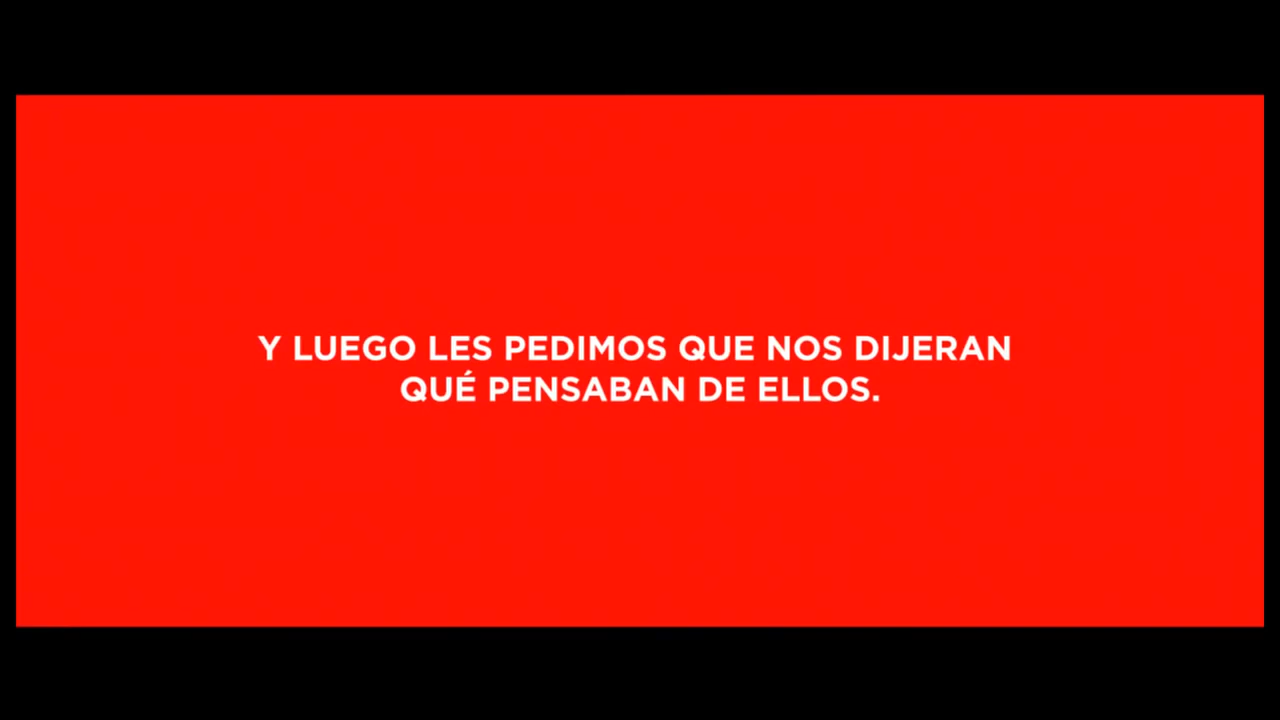 Y LUEGO LES PEDIMOS QUE NOS DIJERAN
QUÉ PENSABAN DE ELLOS.